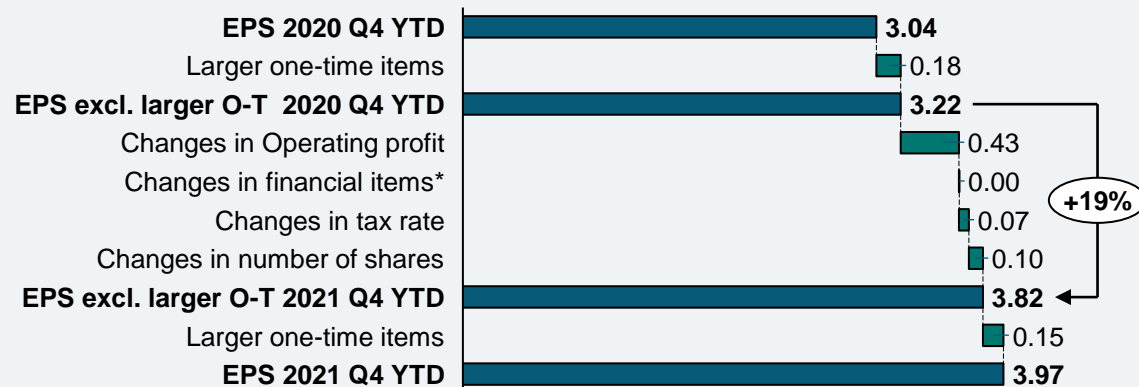 EPS 2020 Q4 YTD 3.04
Larger one-time items 0.18
EPS excl. larger O-T 2020 Q4 YTD 3.22
Changes in Operating profit 0.43
Changes in financial items* 0.00
+19%
Changes in tax rate 0.07
Changes in number of shares 0.10
EPS excl. larger O-T 2021 Q4 YTD 3.82
Larger one-time items 0.15
EPS 2021 Q4 YTD 3.97